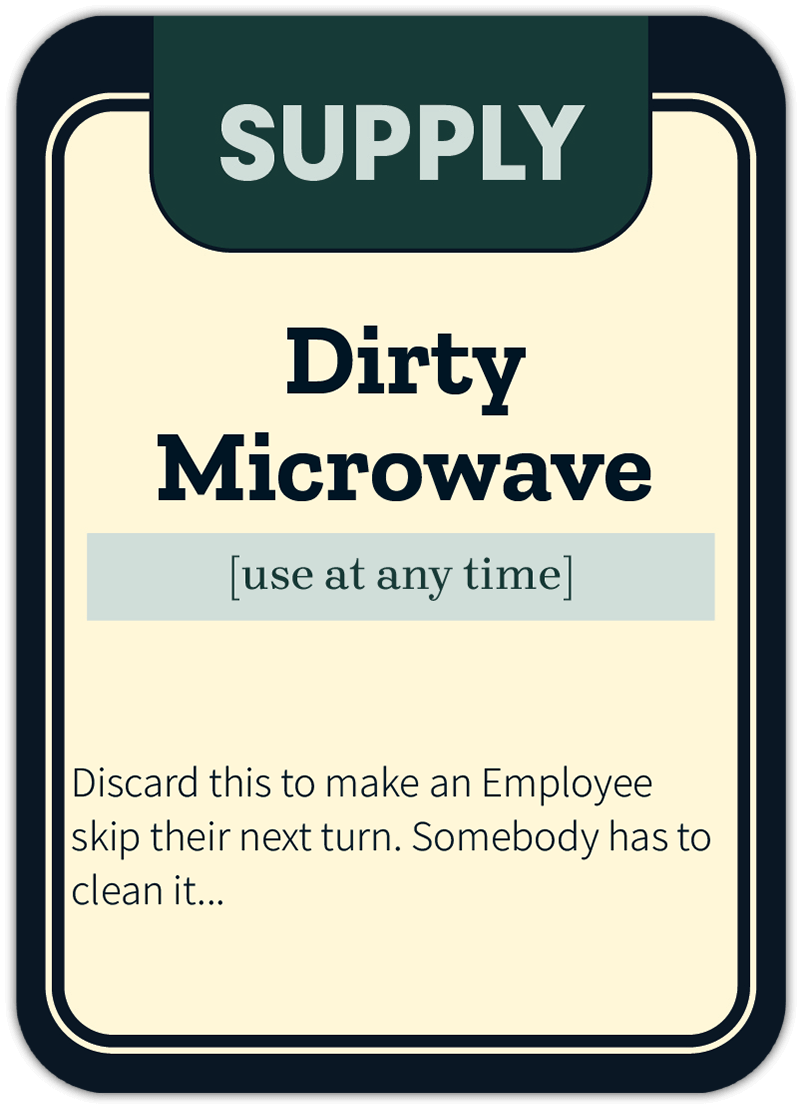 SUPPLY
Dirty
Microwave
[use at any time]
Discard this to make an Employee
skip their next turn. Somebody has to
clean it...